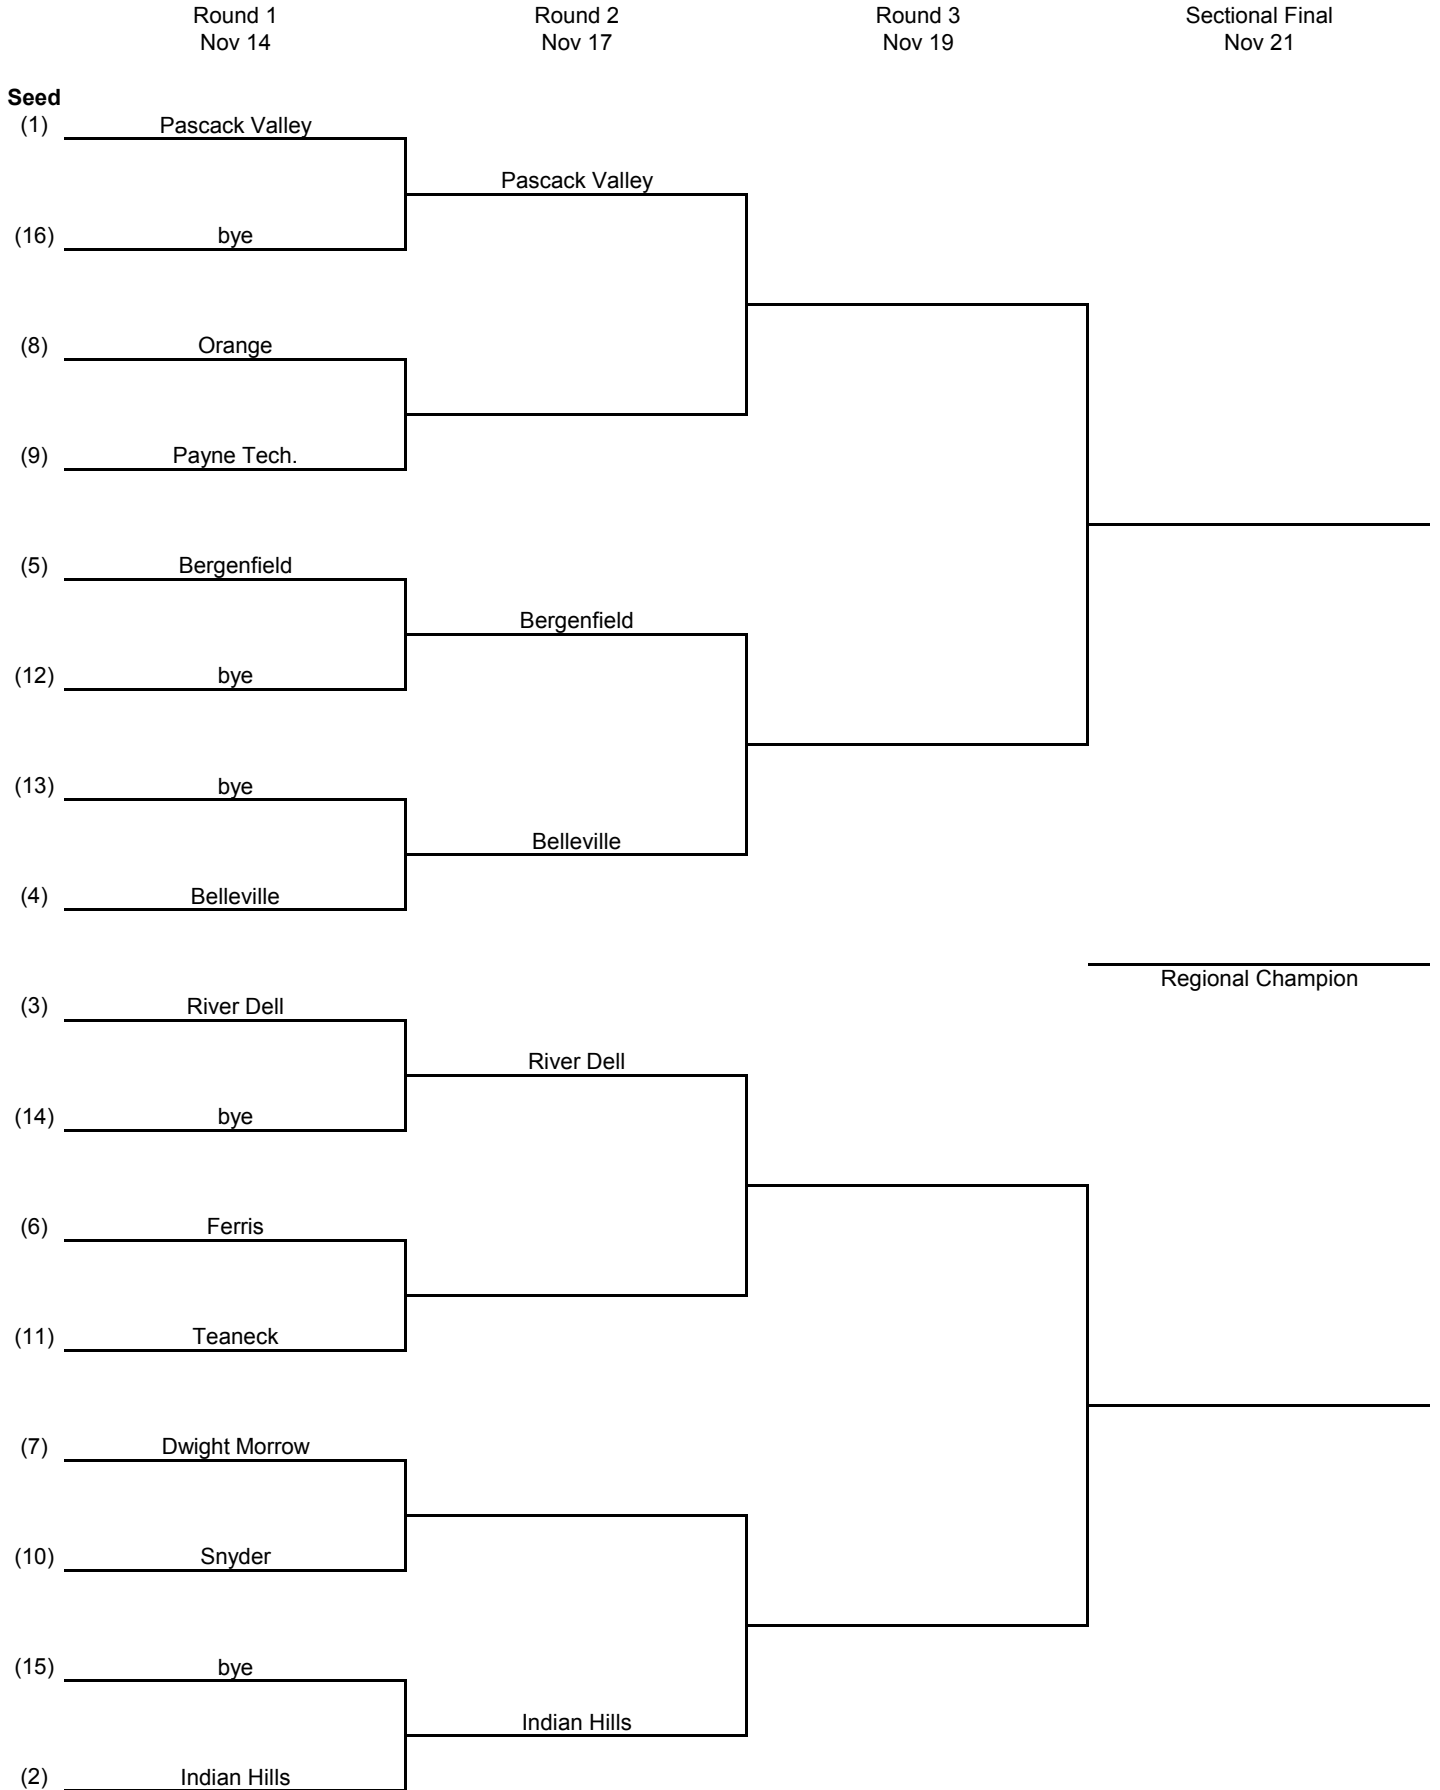 Round 1 Round 2 Round 3 Sectional Final
Nov 14 Nov 17 Nov 19 Nov 21
Seed
(1) Pascack Valley
Pascack Valley
(16) bye
(8) Orange
(9) Payne Tech.
(5) Bergenfield
Bergenfield
(12) bye
(13) bye
Belleville
(4) Belleville
Regional Champion
(3) River Dell
River Dell
(14) bye
(6) Ferris
(11) Teaneck
(7) Dwight Morrow
(10) Snyder
(15) bye
Indian Hills
(2) Indian Hills